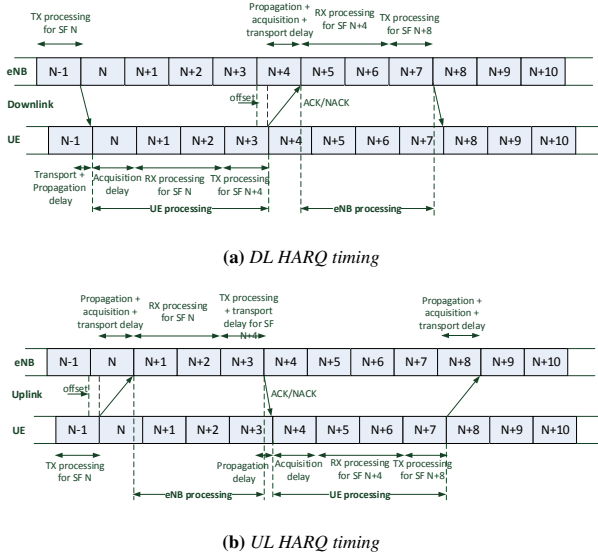 Propagation +
acquisition +
transport delay
RX processing
for SF N+4
TX processing
for SF N+8
TX processing
for SF N
eNB
N-1 N N+1 N+2 N+3 N+4 N+5 N+6 N+7 N+8 N+9 N+10
Downlink
offset
ACK/NACK
UE
N-1 N N+1 N+2 N+3 N+4 N+5 N+6 N+7 N+8 N+9 N+10
Transport +
Propagation
delay
Acquisition
delay
RX processing
for SF N
TX processing
for SF N+4
UE processing
eNB processing
(a) DL HARQ timing
Propagation +
acquisition +
transport delay
RX processing
for SF N
TX processing
+ transport
delay for SF
N+4
Propagation +
acquisition +
transport delay
eNB
N-1 N N+1 N+2 N+3 N+4 N+5 N+6 N+7 N+8 N+9 N+10
Uplink
offset
ACK/NACK
UE
N-1 N N+1 N+2 N+3 N+4 N+5 N+6 N+7 N+8 N+9 N+10
TX processing
for SF N
Propagation
delay
Acquisition
delay
RX processing
for SF N+4
TX processing
for SF N+8
eNB processing
UE processing
(b) UL HARQ timing